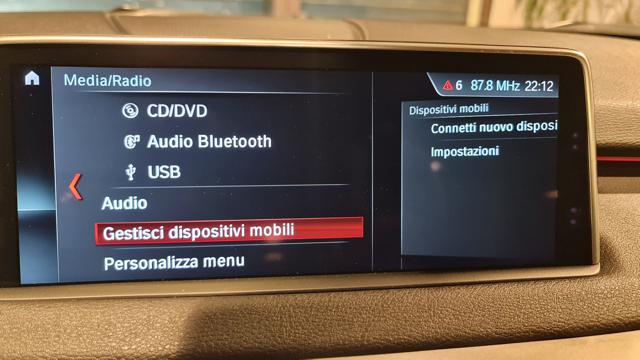 Media/Radio
6 87.8 MHz 22:12
CD/DVD
Audio Bluetooth
USB
Audio
Gestisci dispositivi mobili
Personalizza menu
Dispositivi mobili
Connetti nuovo disposi
Impostazioni